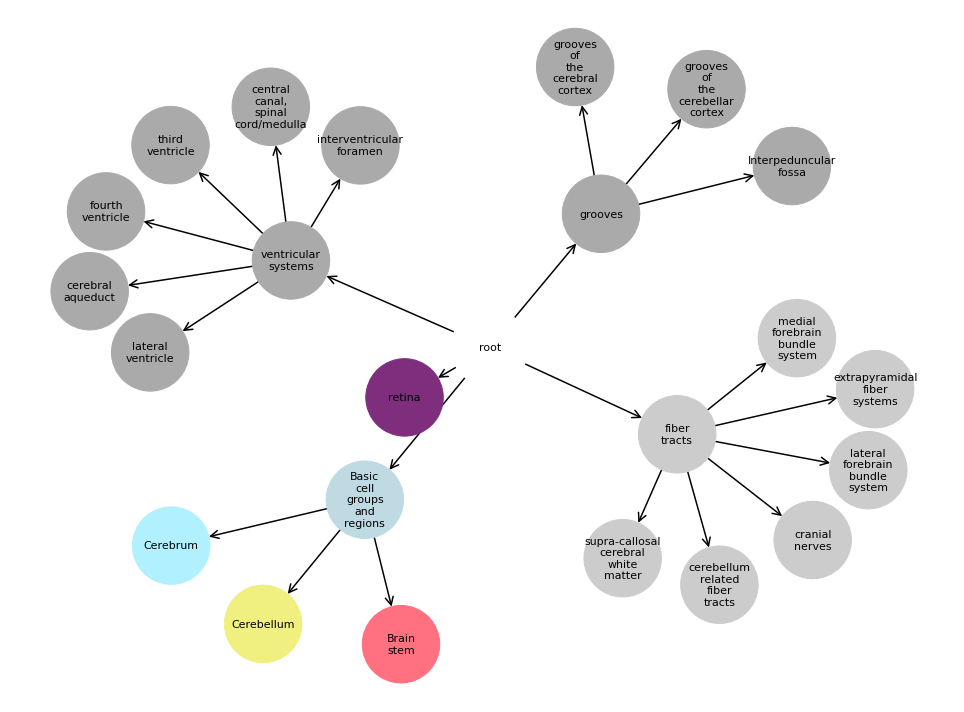 grooves
of
the
cerebral
cortex
grooves
of
the
cerebellar
cortex
central
canal,
spinal
cord/medulla
third
ventricle
interventricular
foramen
Interpeduncular
fossa
fourth
ventricle
grooves
ventricular
systems
cerebral
aqueduct
lateral
ventricle
root
medial
forebrain
bundle
system
extrapyramidal
fiber
systems
retina
fiber
tracts
lateral
forebrain
bundle
system
Basic
cell
groups
and
regions
cranial
nerves
Cerebrum
supra-callosal
cerebral
white
matter
cerebellum
related
fiber
tracts
Cerebellum
Brain
stem